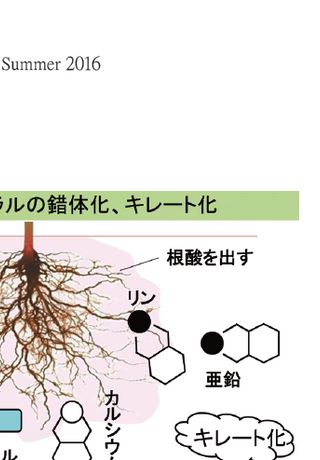 Summer 2016
ラルの錯体化、キレート化
根酸を出す
リン
亜鉛
カルシウム
キレート化
ル